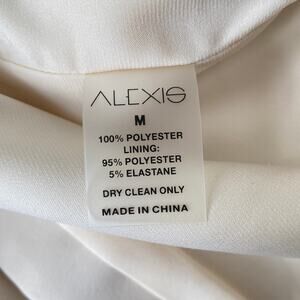 ALEXIS
M
100% POLYESTER
LINING:
95% POLYESTER
5% ELASTANE
DRY CLEAN ONLY
MADE IN CHINA